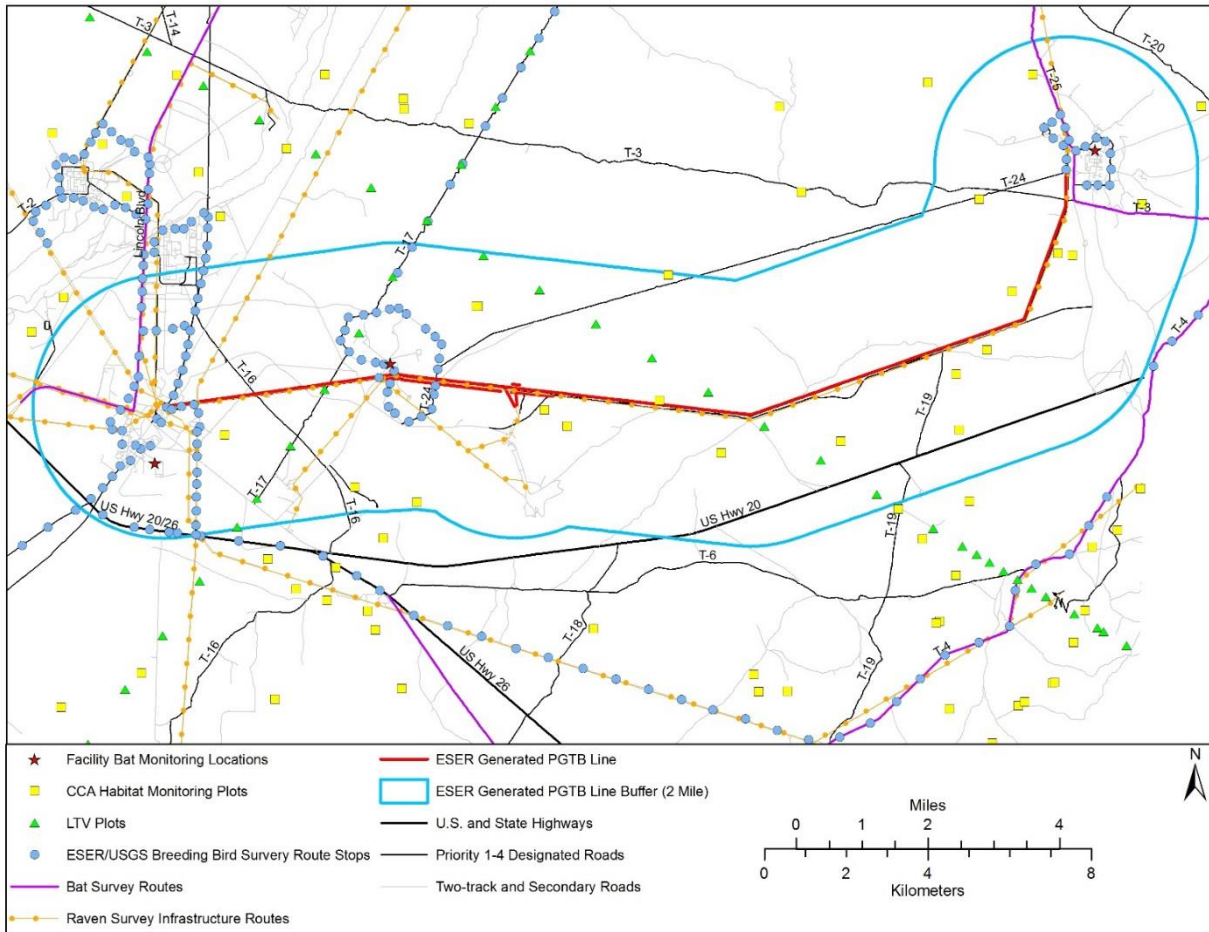 T-3
T-14
T-20
T-25
T-3
T-24
T-3
T-2
Lincoln Blvd
T-17
T-4
T-16
T-24
T-19
T-17
T-16
US Hwy 20/26
US Hwy 20
T-19
T-6
T-18
T-16
US Hwy 26
T-19
T-4
Facility Bat Monitoring Locations
CCA Habitat Monitoring Plots
LTV Plots
ESER/USGS Breeding Bird Survery Route Stops
Bat Survey Routes
Raven Survey Infrastructure Routes
ESER Generated PGTB Line
ESER Generated PGTB Line Buffer (2 Mile)
U.S. and State Highways
Priority 1-4 Designated Roads
Two-track and Secondary Roads
N
Miles
0 1 2 4
0 2 4 8
Kilometers